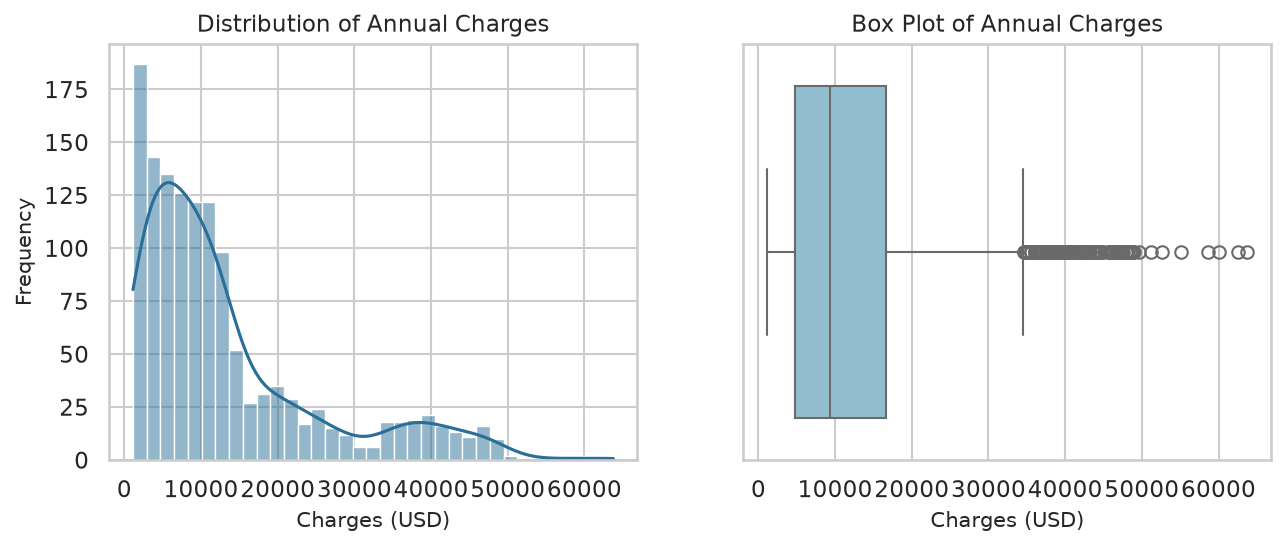 Distribution of Annual Charges
175
150
125
100
75
50
25
0
Frequency
0 10000 20000 30000 40000 50000 60000
Charges (USD)
Box Plot of Annual Charges
0 10000 20000 30000 40000 50000 60000
Charges (USD)